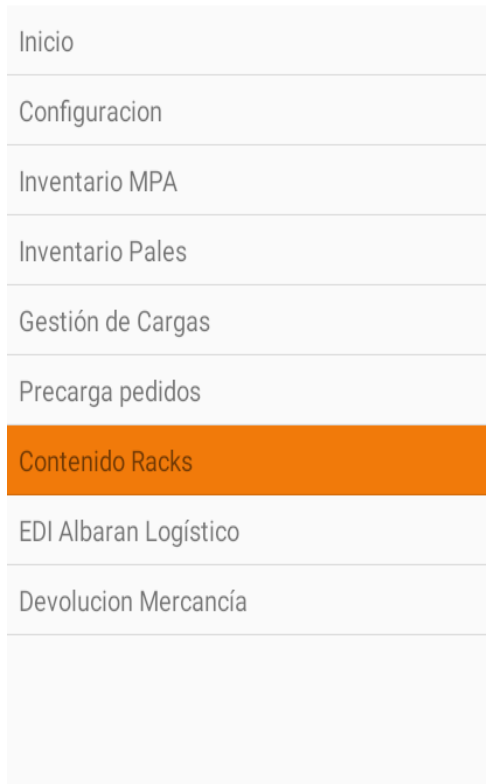 Inicio
Configuracion
Inventario MPA
Inventario Pales
Gestión de Cargas
Precarga pedidos
Contenido Racks
EDI Albaran Logístico
Devolucion Mercancía